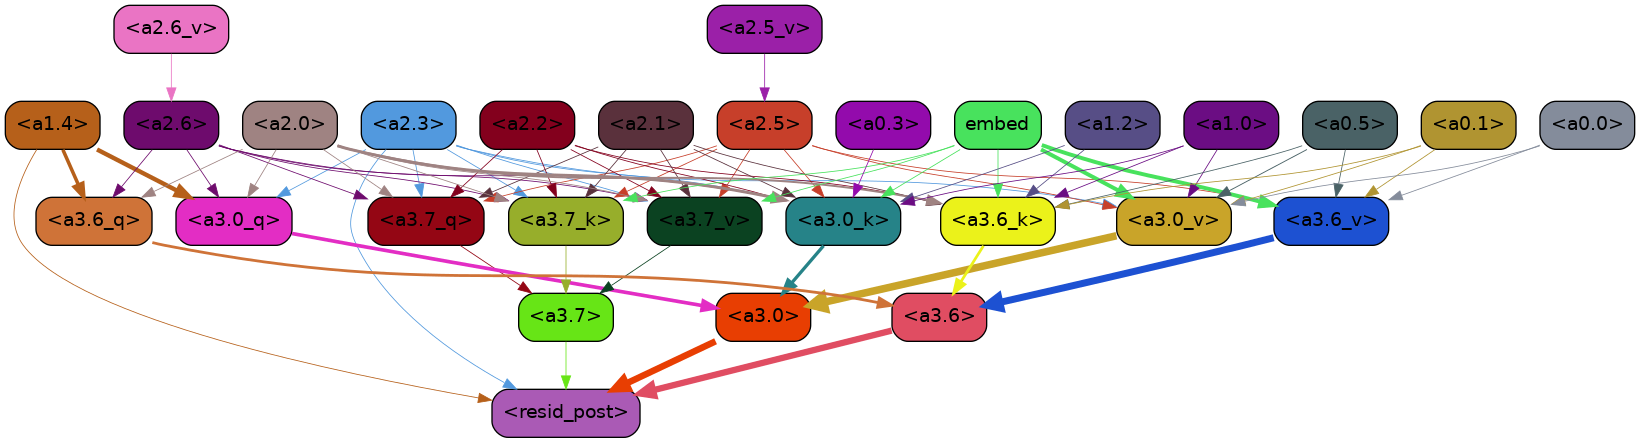 <a2.6_v> <a2.5_v>
<a1.4> <a2.6> <a2.0> <a2.3> <a2.2> <a2.1> <a2.5> <a0.3> embed <a1.2> <a1.0> <a0.5> <a0.1> <a0.0>
<a3.6_q> <a3.0_q> <a3.7_q> <a3.7_k> <a3.7_v> <a3.0_k> <a3.6_k> <a3.0_v> <a3.6_v>
<a3.7> <a3.0> <a3.6>
<resid_post>